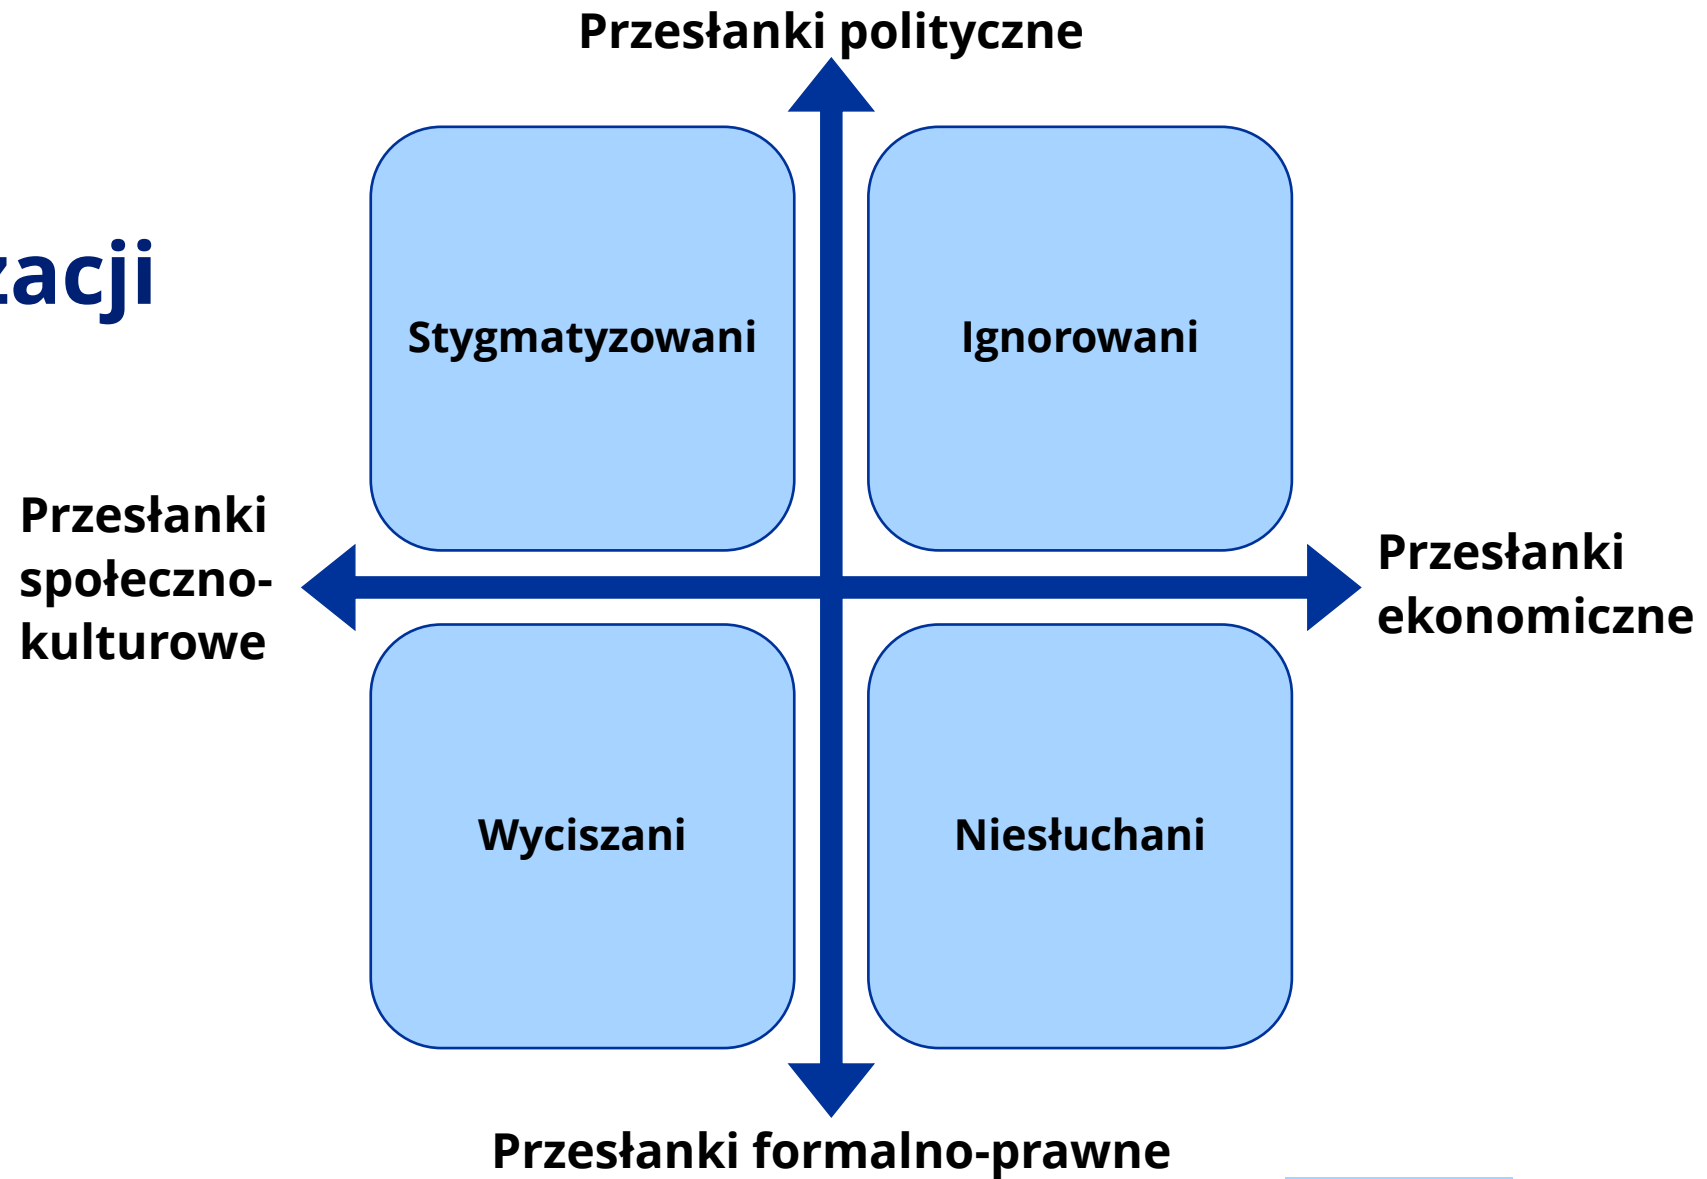 Przesłanki polityczne
zacji
Stygmatyzowani
Ignorowani
Przesłanki
społeczno-
kulturowe
Przesłanki
ekonomiczne
Wyciszani
Niesłuchani
Przesłanki formalno-prawne